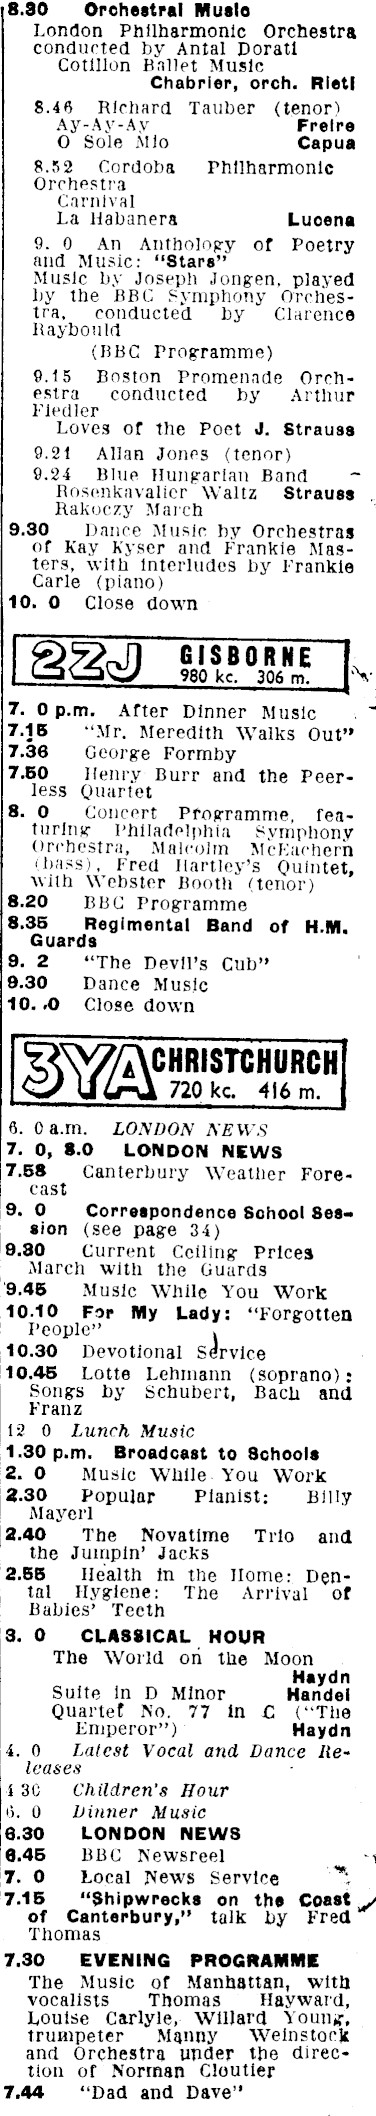 8.30 Orchestral Music
London Philharmonic Orchestra
conducted by Antal Dorati
Cotillon Ballet Music
Chabrier, orch. Rieti
8.46 Richard Tauber (tenor)
Ay-Ay-Ay Freire
O Sole Mio Capua
8.52 Cordoba Philharmonic
Orchestra
Carnival
La Habanera Lucena
9. 0 An Anthology of Poetry
and Music: "Stars"
Music by Joseph Jongen, played
by the BBC Symphony Orches-
tra, conducted by Clarence
Raybould
(BBC Programme)
9.15 Boston Promenade Orch-
estra conducted by Arthur
Fiedler
Loves of the Poet J. Strauss
9.21 Allan Jones (tenor)
9.24 Blue Hungarian Band
Rosenkavalier Waltz Strauss
Rakoczy March
9.30 Dance Music by Orchestras
of Kay Kyser and Frankie Mas-
ters, with interludes by Frankie
Carle (piano)
10. 0 Close down
2ZJ GISBORNE
980 kc. 306 m.
7. 0 p.m. After Dinner Music
7.15 "Mr. Meredith Walks Out"
7.36 George Formby
7.50 Henry Burr and the Peer-
less Quartet
8. 0 Concert Programme, fea-
turing Philadelphia Symphony
Orchestra, Malcolm McEachern
(bass), Fred Hartley's Quintet,
with Webster Booth (tenor)
8.20 BBC Programme
8.35 Regimental Band of H.M.
Guards
9. 2 "The Devil's Cub"
9.30 Dance Music
10. 0 Close down
3YA CHRISTCHURCH
720 kc. 416 m.
6. 0 a.m. LONDON NEWS
7. 0, 8.0 LONDON NEWS
7.58 Canterbury Weather Fore-
cast
9. 0 Correspondence School Ses-
sion (see page 34)
9.30 Current Ceiling Prices
March with the Guards
9.45 Music While You Work
10.10 For My Lady: "Forgotten
People"
10.30 Devotional Service
10.45 Lotte Lehmann (soprano):
Songs by Schubert, Bach and
Franz
12 0 Lunch Music
1.30 p.m. Broadcast to Schools
2. 0 Music While You Work
2.30 Popular Pianist: Billy
Mayerl
2.40 The Novatime Trio and
the Jumpin' Jacks
2.55 Health in the Home: Den-
tal Hygiene: The Arrival of
Babies' Teeth
3. 0 CLASSICAL HOUR
The World on the Moon
Haydn
Suite in D Minor Handel
Quartet No. 77 in C ("The
Emperor") Haydn
4. 0 Latest Vocal and Dance Re-
leases
4 30 Children's Hour
6. 0 Dinner Music
6.30 LONDON NEWS
6.45 BBC Newsreel
7. 0 Local News Service
7.15 "Shipwrecks on the Coast
of Canterbury," talk by Fred
Thomas
7.30 EVENING PROGRAMME
The Music of Manhattan, with
vocalists Thomas Hayward,
Louise Carlyle, Willard Young,
trumpeter Manny Weinstock
and Orchestra under the direc-
tion of Norman Cloutier
7.44 "Dad and Dave"